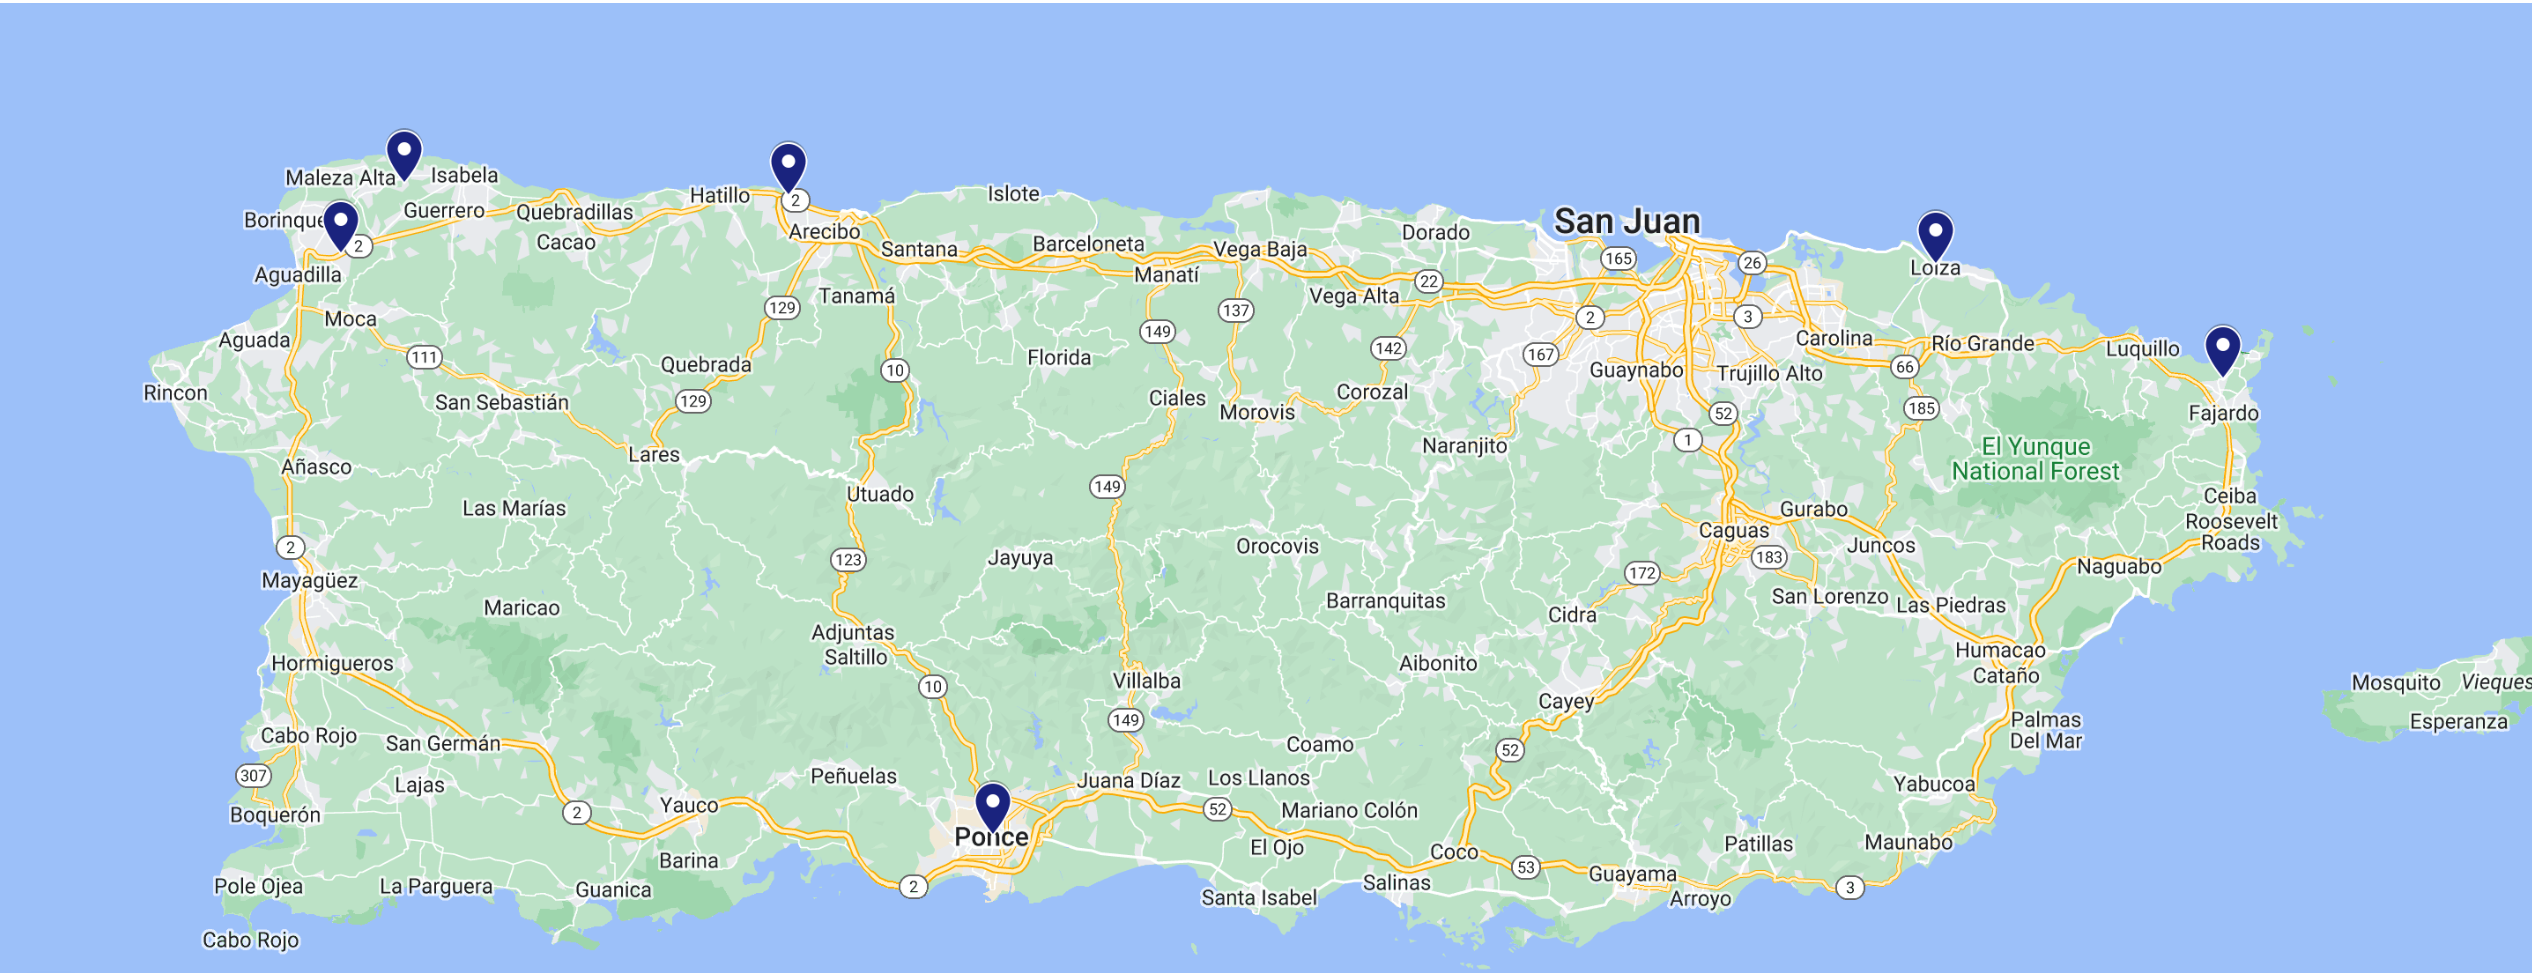 Maleza Alta
Isabela
Borinque
Guerrero
Quebradillas
Cacao
Hatillo
2
Islote
Arecibo
2
Aguadilla
Santana
Barceloneta
Vega Baja
Dorado
San Juan
165
26
Loíza
Manatí
22
Vega Alta
Tanamá
129
137
149
2
3
Moca
Aguada
111
142
167
Carolina
Río Grande
Luquillo
66
Quebrada
Florida
10
Guaynabo
Trujillo Alto
Rincon
129
San Sebastián
Ciales
Morovis
Corozal
52
185
Fajardo
1
Naranjito
El Yunque
National Forest
Lares
Añasco
149
Utuado
Ceiba
Las Marías
Gurabo
Roosevelt
Roads
Caguas
2
Jayuya
Orocovis
123
183
Juncos
Naguabo
172
Mayagüez
Maricao
Barranquitas
San Lorenzo
Las Piedras
Cidra
Adjuntas
Saltillo
Hormigueros
Aibonito
Humacao
Cataño
10
Villalba
Cayey
Mosquito
Vieques
149
Palmas
Del Mar
Esperanza
Cabo Rojo
San Germán
Coamo
52
307
Lajas
Peñuelas
Juana Díaz
Los Llanos
Yabucoa
Boquerón
2
Yauco
52
Mariano Colón
Ponce
El Ojo
Coco
Patillas
Maunabo
Barina
53
Guayama
Pole Ojea
La Parguera
Guanica
2
Salinas
3
Santa Isabel
Arroyo
Cabo Rojo